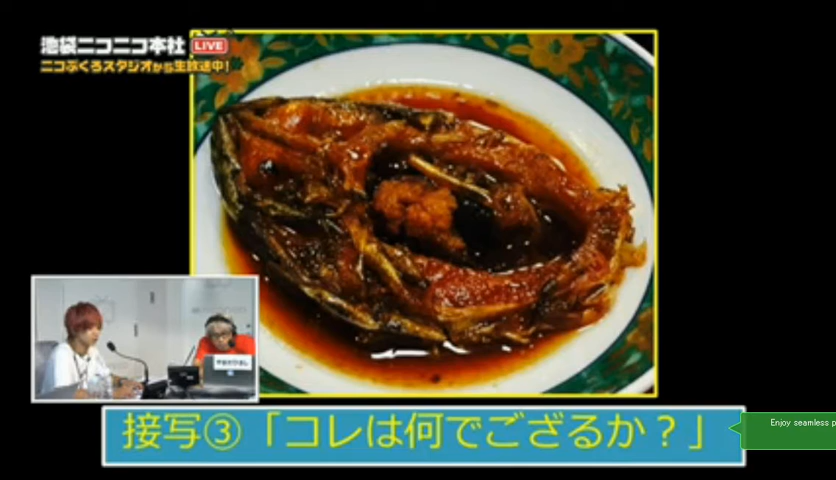 池袋ニコニコ本社 LIVE
ニコぶくろスタジオから生放送中!
接写③「コレは何でござるか？」
Enjoy seamless p